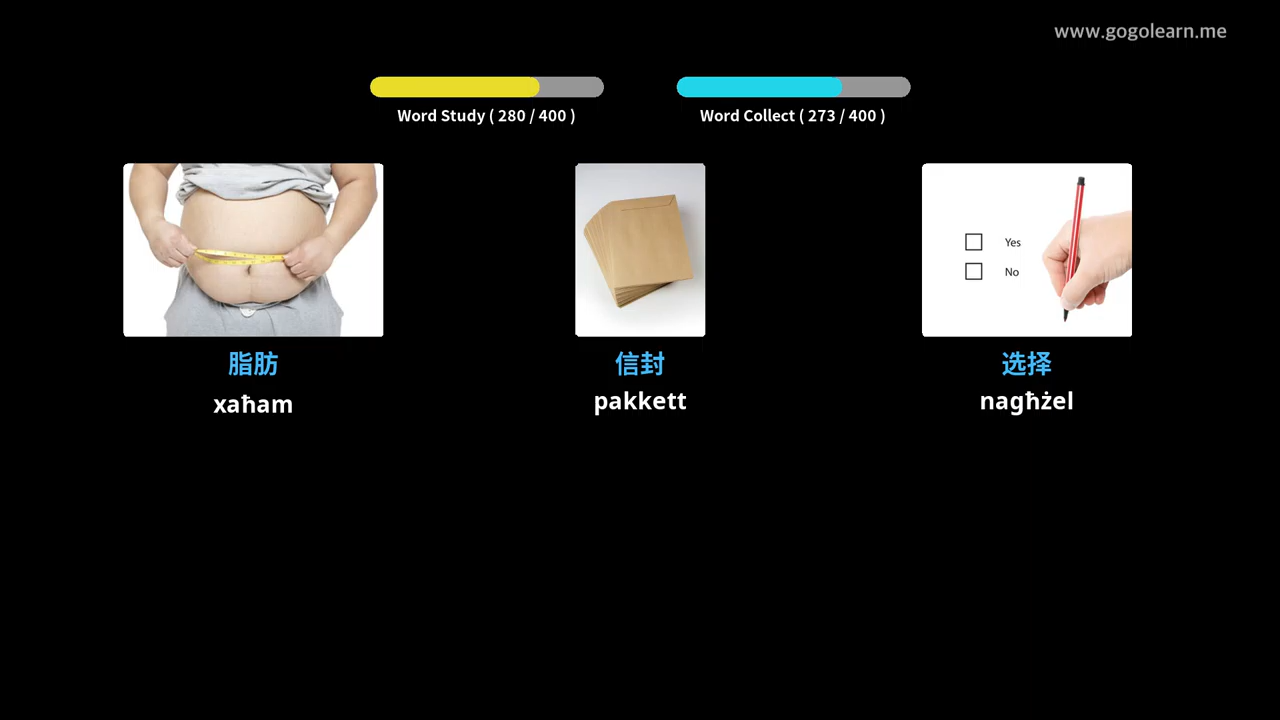 www.gogolearn.me
Word Study ( 280 / 400 )
Word Collect ( 273 / 400 )
Yes
No
脂肪
xaħam
信封
pakkett
选择
nagħżel